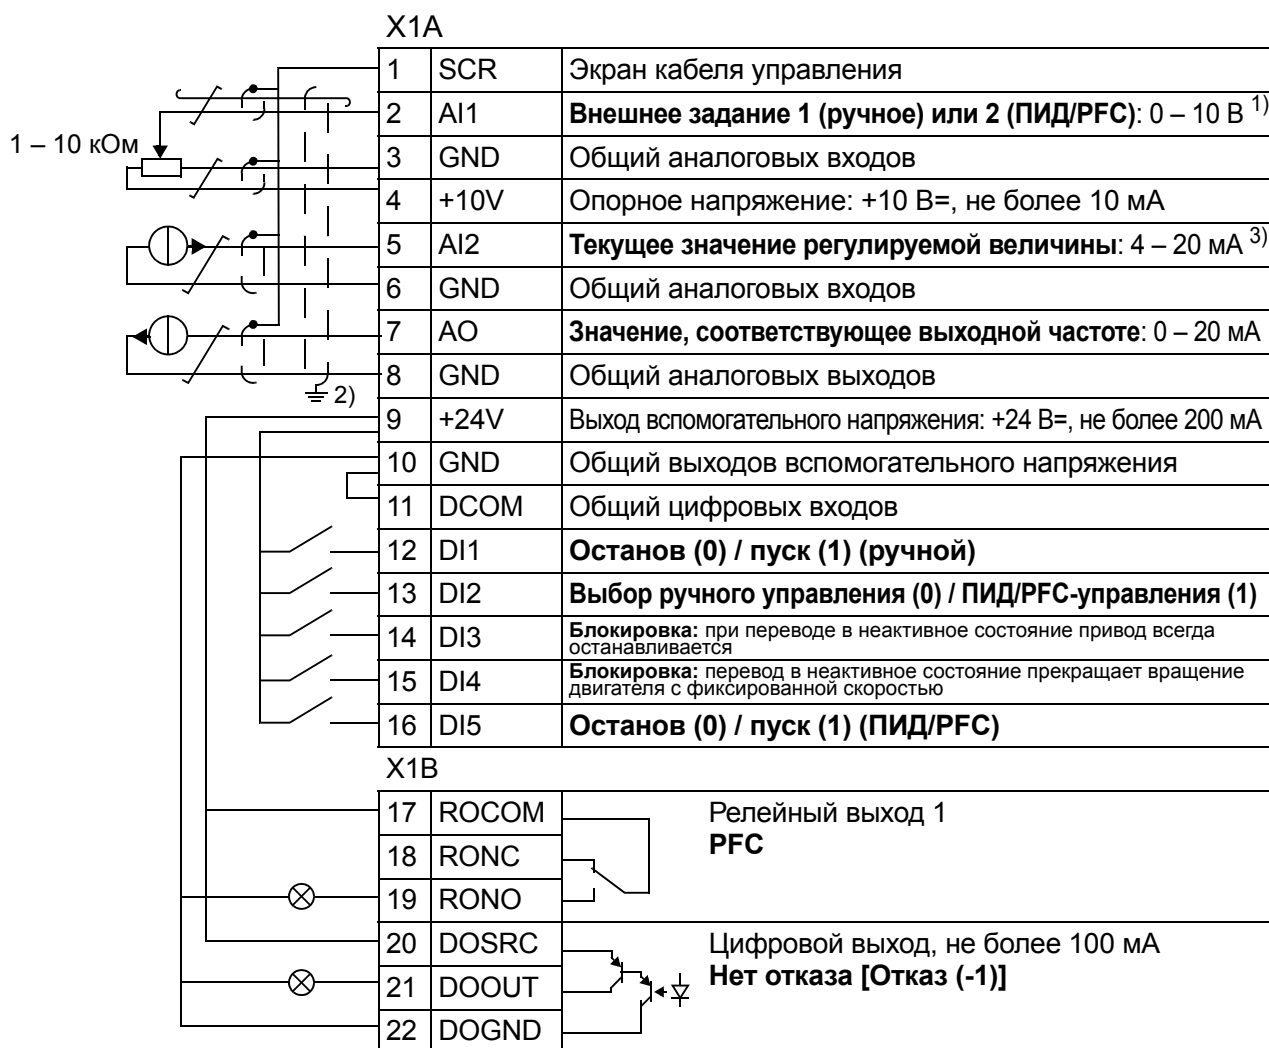 X1A
1 SCR Экран кабеля управления
2 AI1 Внешнее задание 1 (ручное) или 2 (ПИД/PFC): 0 – 10 В 1)
1 – 10 кОм
3 GND Общий аналоговых входов
4 +10V Опорное напряжение: +10 В=, не более 10 мА
5 AI2 Текущее значение регулируемой величины: 4 – 20 мА 3)
6 GND Общий аналоговых входов
7 AO Значение, соответствующее выходной частоте: 0 – 20 мА
8 GND Общий аналоговых выходов
2)
9 +24V Выход вспомогательного напряжения: +24 В=, не более 200 мА
10 GND Общий выходов вспомогательного напряжения
11 DCOM Общий цифровых входов
12 DI1 Останов (0) / пуск (1) (ручной)
13 DI2 Выбор ручного управления (0) / ПИД/PFC-управления (1)
14 DI3 Блокировка: при переводе в неактивное состояние привод всегда
останавливается
15 DI4 Блокировка: перевод в неактивное состояние прекращает вращение
двигателя с фиксированной скоростью
16 DI5 Останов (0) / пуск (1) (ПИД/PFC)
X1B
17 ROCOM Релейный выход 1
PFC
18 RONC
19 RONO
20 DOSRC Цифровой выход, не более 100 мА
Нет отказа [Отказ (-1)]
21 DOOUT
22 DOGND